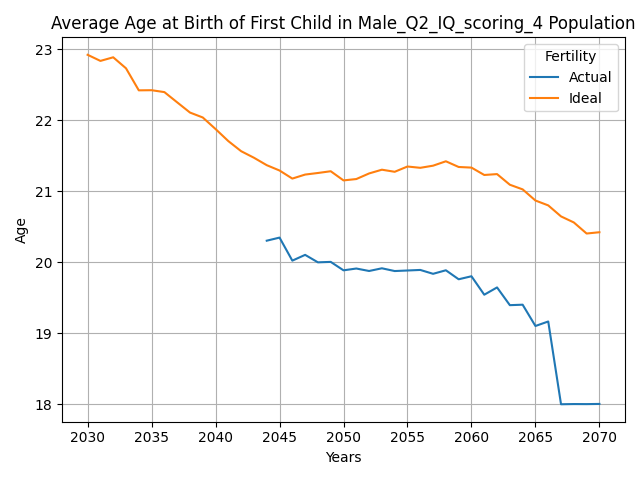 Average Age at Birth of First Child in Male_Q2_IQ_scoring_4 Population
Fertility
Actual
Ideal
Age
23
22
21
20
19
18
2030 2035 2040 2045 2050 2055 2060 2065 2070
Years